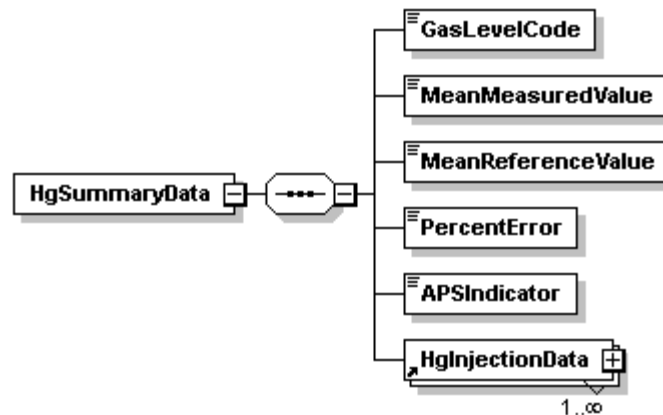 GasLevelCode
MeanMeasuredValue
MeanReferenceValue
HgSummaryData
PercentError
APSIndicator
HgInjectionData
1..∞